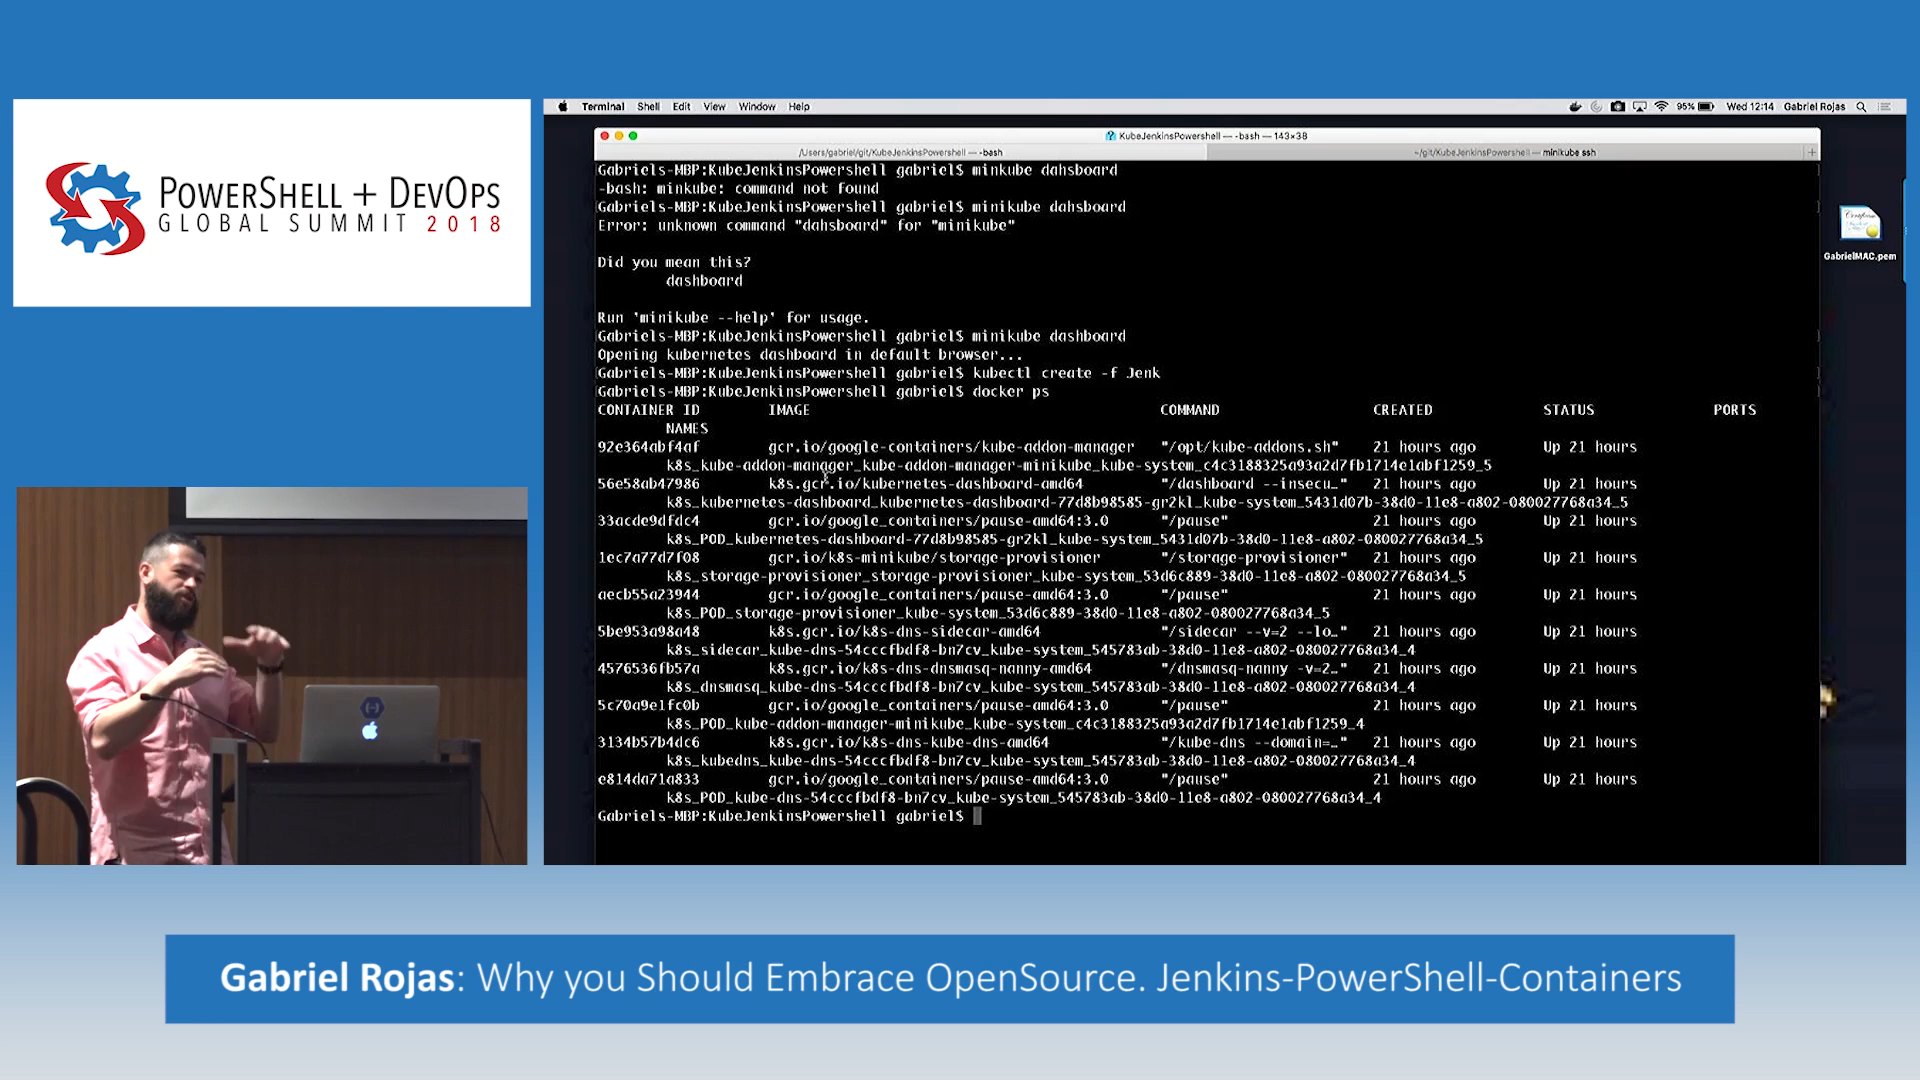 POWERSHELL + DEVOPS
GLOBAL SUMMIT 2018
Terminal Shell Edit View Window Help
95% Wed 12:14 Gabriel Rojas
KubeJenkinsPowershell — -bash — 143×38
/Users/gabriel/git/KubeJenkinsPowershell — -bash
~/git/KubeJenkinsPowershell — minikube ssh
Gabriels-MBP:KubeJenkinsPowershell gabriel$ minkube dahsboard
-bash: minkube: command not found
Gabriels-MBP:KubeJenkinsPowershell gabriel$ minikube dahsboard
Error: unknown command "dahsboard" for "minikube"
Did you mean this?
dashboard
Run 'minikube --help' for usage.
Gabriels-MBP:KubeJenkinsPowershell gabriel$ minikube dashboard
Opening kubernetes dashboard in default browser...
Gabriels-MBP:KubeJenkinsPowershell gabriel$ kubectl create -f Jenk
Gabriels-MBP:KubeJenkinsPowershell gabriel$ docker ps
CONTAINER ID IMAGE COMMAND CREATED STATUS PORTS
NAMES
92e364abf4af gcr.io/google-containers/kube-addon-manager "/opt/kube-addons.sh" 21 hours ago Up 21 hours
k8s_kube-addon-manager_kube-addon-manager-minikube_kube-system_c4c3188325a93a2d7fb1714e1abf1259_5
56e58ab47986 k8s.gcr.io/kubernetes-dashboard-amd64 "/dashboard --insecu…" 21 hours ago Up 21 hours
k8s_kubernetes-dashboard_kubernetes-dashboard-77d8b98585-gr2kl_kube-system_5431d07b-38d0-11e8-a802-080027768a34_5
33acde9dfdc4 gcr.io/google_containers/pause-amd64:3.0 "/pause" 21 hours ago Up 21 hours
k8s_POD_kubernetes-dashboard-77d8b98585-gr2kl_kube-system_5431d07b-38d0-11e8-a802-080027768a34_5
1ec7a77d7f08 gcr.io/k8s-minikube/storage-provisioner "/storage-provisioner" 21 hours ago Up 21 hours
k8s_storage-provisioner_storage-provisioner_kube-system_53d6c889-38d0-11e8-a802-080027768a34_5
aecb55a23944 gcr.io/google_containers/pause-amd64:3.0 "/pause" 21 hours ago Up 21 hours
k8s_POD_storage-provisioner_kube-system_53d6c889-38d0-11e8-a802-080027768a34_5
5be953a98a48 k8s.gcr.io/k8s-dns-sidecar-amd64 "/sidecar --v=2 --lo…" 21 hours ago Up 21 hours
k8s_sidecar_kube-dns-54cccfbdf8-bn7cv_kube-system_545783ab-38d0-11e8-a802-080027768a34_4
4576536fb57a k8s.gcr.io/k8s-dns-dnsmasq-nanny-amd64 "/dnsmasq-nanny -v=2…" 21 hours ago Up 21 hours
k8s_dnsmasq_kube-dns-54cccfbdf8-bn7cv_kube-system_545783ab-38d0-11e8-a802-080027768a34_4
5c70a9e1fc0b gcr.io/google_containers/pause-amd64:3.0 "/pause" 21 hours ago Up 21 hours
k8s_POD_kube-addon-manager-minikube_kube-system_c4c3188325a93a2d7fb1714e1abf1259_4
3134b57b4dc6 k8s.gcr.io/k8s-dns-kube-dns-amd64 "/kube-dns --domain=…" 21 hours ago Up 21 hours
k8s_kubedns_kube-dns-54cccfbdf8-bn7cv_kube-system_545783ab-38d0-11e8-a802-080027768a34_4
e814da71a833 gcr.io/google_containers/pause-amd64:3.0 "/pause" 21 hours ago Up 21 hours
k8s_POD_kube-dns-54cccfbdf8-bn7cv_kube-system_545783ab-38d0-11e8-a802-080027768a34_4
Gabriels-MBP:KubeJenkinsPowershell gabriel$
GabrielMAC.pem
Gabriel Rojas: Why you Should Embrace OpenSource. Jenkins-PowerShell-Containers